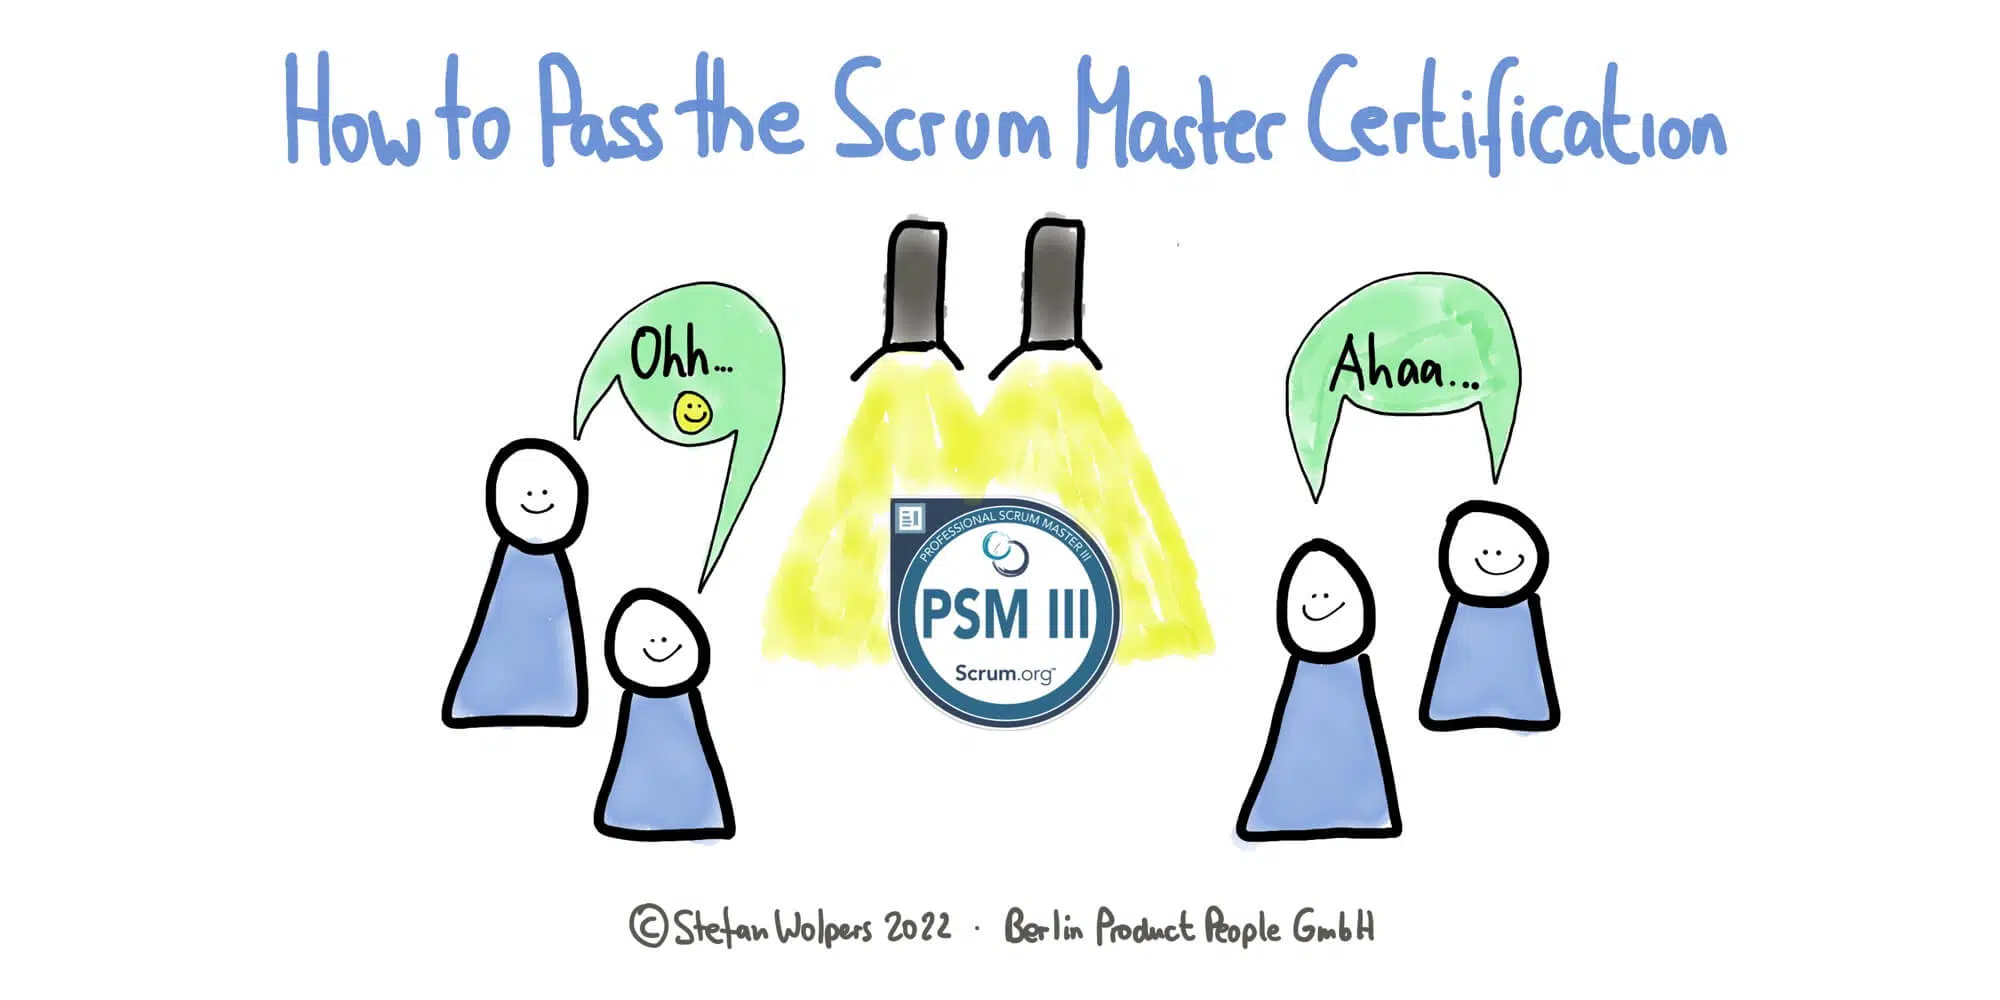 How to Pass the Scrum Master Certification
Ohh...
Ahaa...
PROFESSIONAL SCRUM MASTER III
PSM III
Scrum.org™
© Stefan Wolpers 2022 · Berlin Product People GmbH